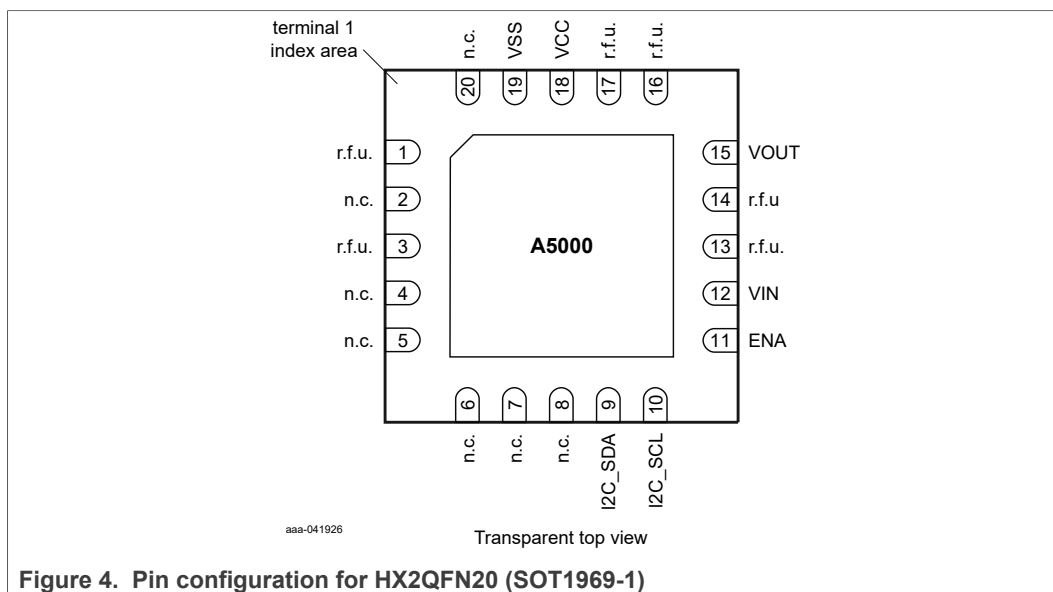 terminal 1
index area
n.c.
VSS
VCC
r.f.u.
r.f.u.
20
19
18
17
16
r.f.u. 1
n.c. 2
r.f.u. 3
n.c. 4
n.c. 5
A5000
15 VOUT
14 r.f.u
13 r.f.u.
12 VIN
11 ENA
6
7
8
9
10
n.c.
n.c.
n.c.
I2C_SDA
I2C_SCL
aaa-041926
Transparent top view
Figure 4. Pin configuration for HX2QFN20 (SOT1969-1)